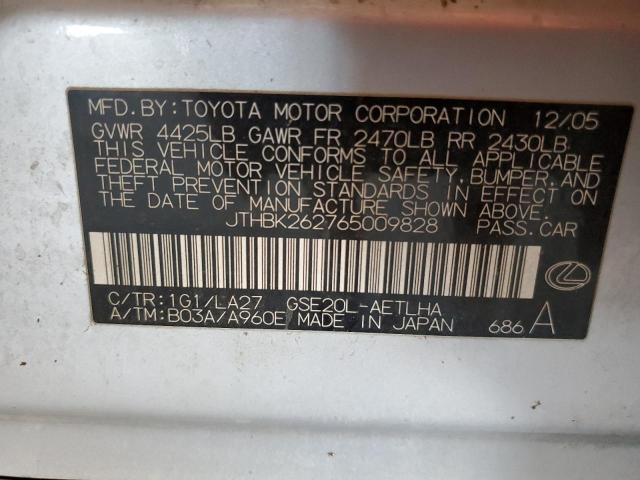 MFD.BY:TOYOTA MOTOR CORPORATION 12/05
GVWR 4425LB GAWR FR 2470LB RR 2430LB
THIS VEHICLE CONFORMS TO ALL APPLICABLE
FEDERAL MOTOR VEHICLE SAFETY, BUMPER, AND
THEFT PREVENTION STANDARDS IN EFFECT ON
THE DATE OF MANUFACTURE SHOWN ABOVE.
JTHBK262765009828 PASS.CAR
C/TR:1G1/LA27 GSE20L-AETLHA
A/TM:B03A/A960E MADE IN JAPAN 686 A